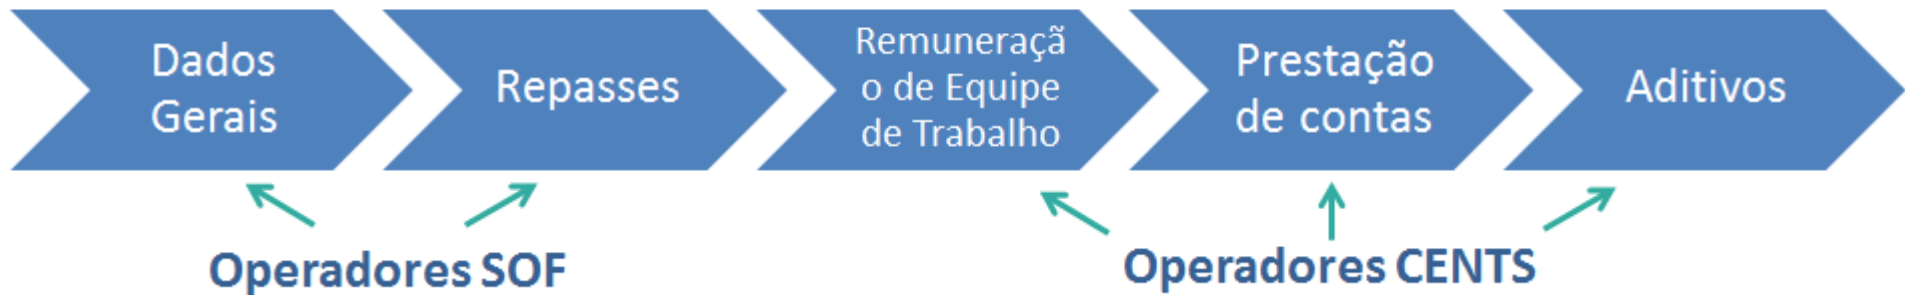 Dados
Gerais
Repasses
Remuneraçã
o de Equipe
de Trabalho
Prestação
de contas
Aditivos
Operadores SOF
Operadores CENTS